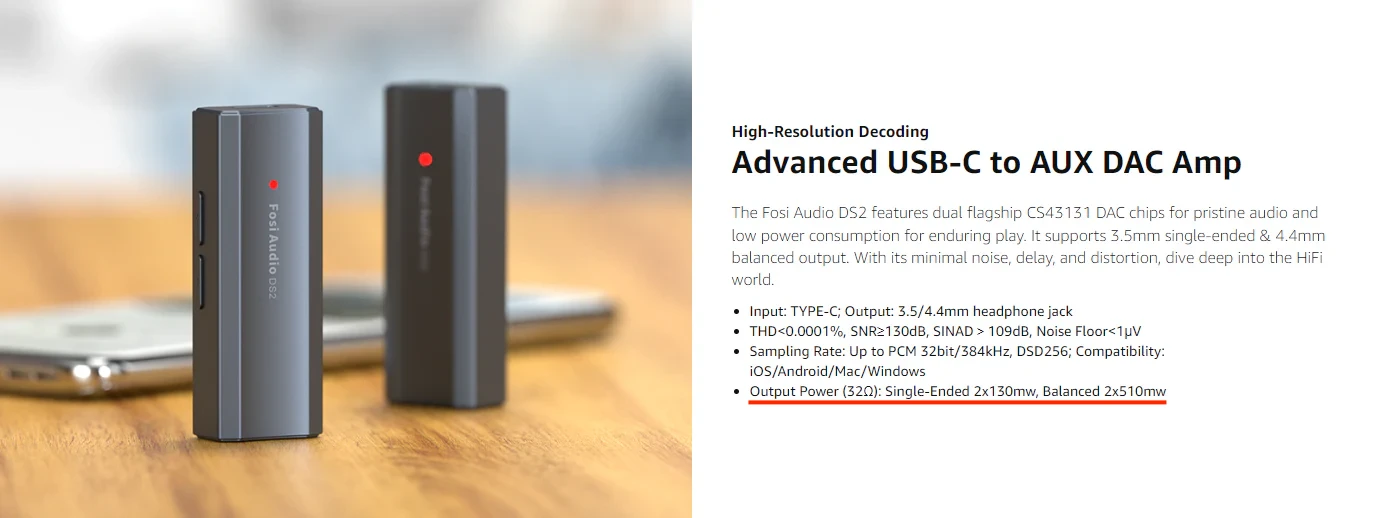 Fosi Audio DS2
Fosi Audio
High-Resolution Decoding
Advanced USB-C to AUX DAC Amp
The Fosi Audio DS2 features dual flagship CS43131 DAC chips for pristine audio and
low power consumption for enduring play. It supports 3.5mm single-ended & 4.4mm
balanced output. With its minimal noise, delay, and distortion, dive deep into the HiFi
world.
• Input: TYPE-C; Output: 3.5/4.4mm headphone jack
• THD<0.0001%, SNR≥130dB, SINAD > 109dB, Noise Floor<1μV
• Sampling Rate: Up to PCM 32bit/384kHz, DSD256; Compatibility:
iOS/Android/Mac/Windows
• Output Power (32Ω): Single-Ended 2x130mw, Balanced 2x510mw